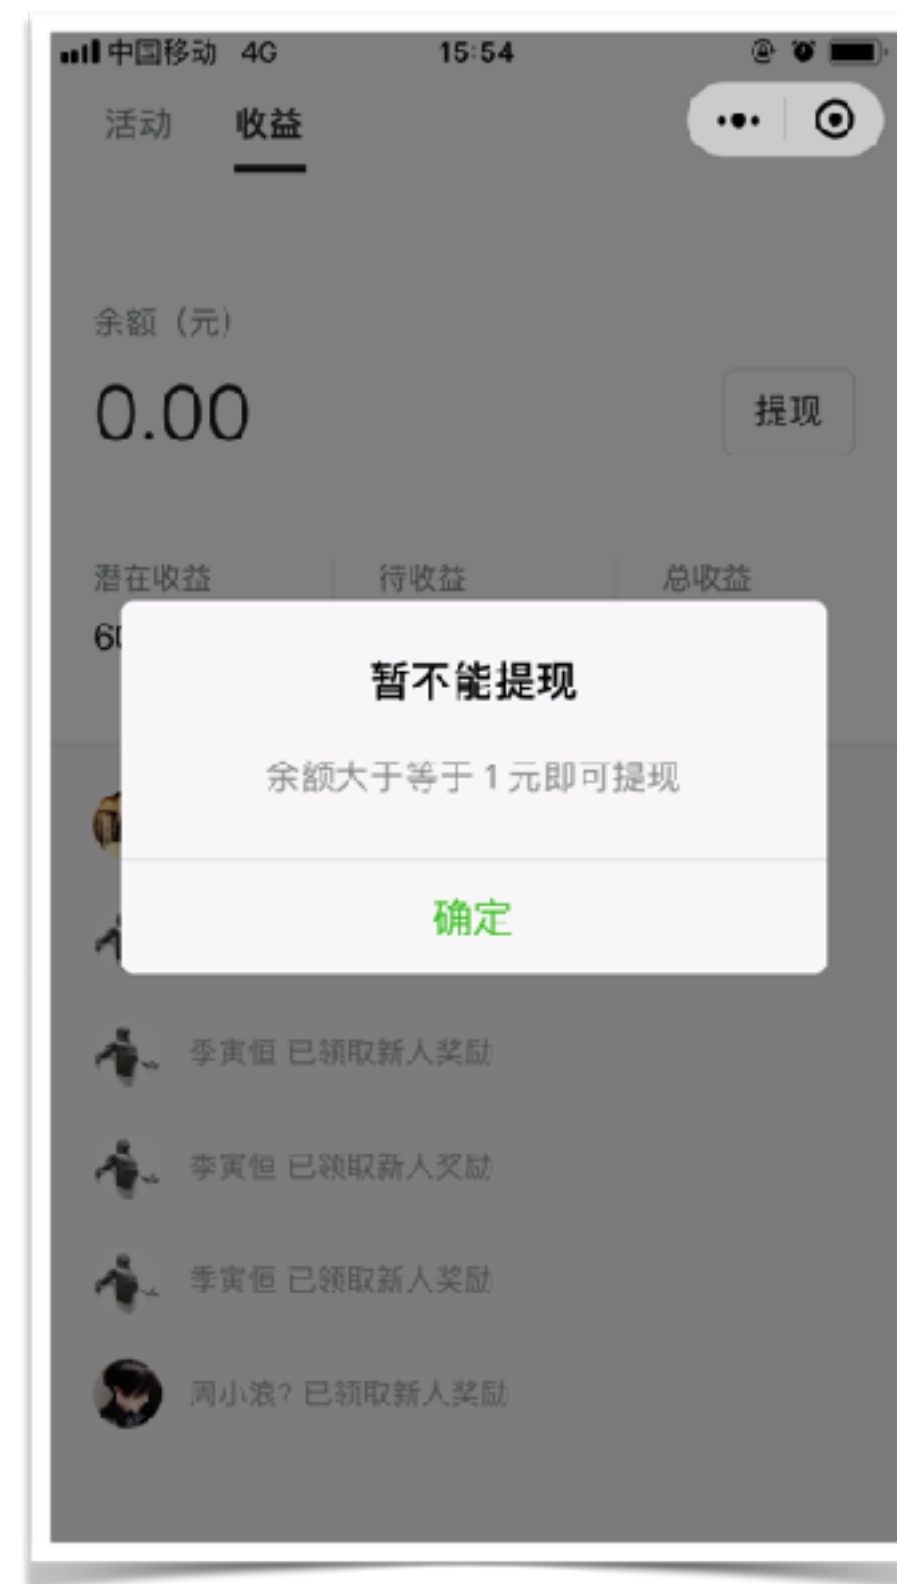 中国移动 4G 15:54
活动 收益
余额（元）
0.00 提现
潜在收益 待收益 总收益
暂不能提现
余额大于等于 1 元即可提现
确定
季寅恒 已领取新人奖励
李寅恒 已领取新人奖励
季寅恒 已领取新人奖励
周小浪? 已领取新人奖励